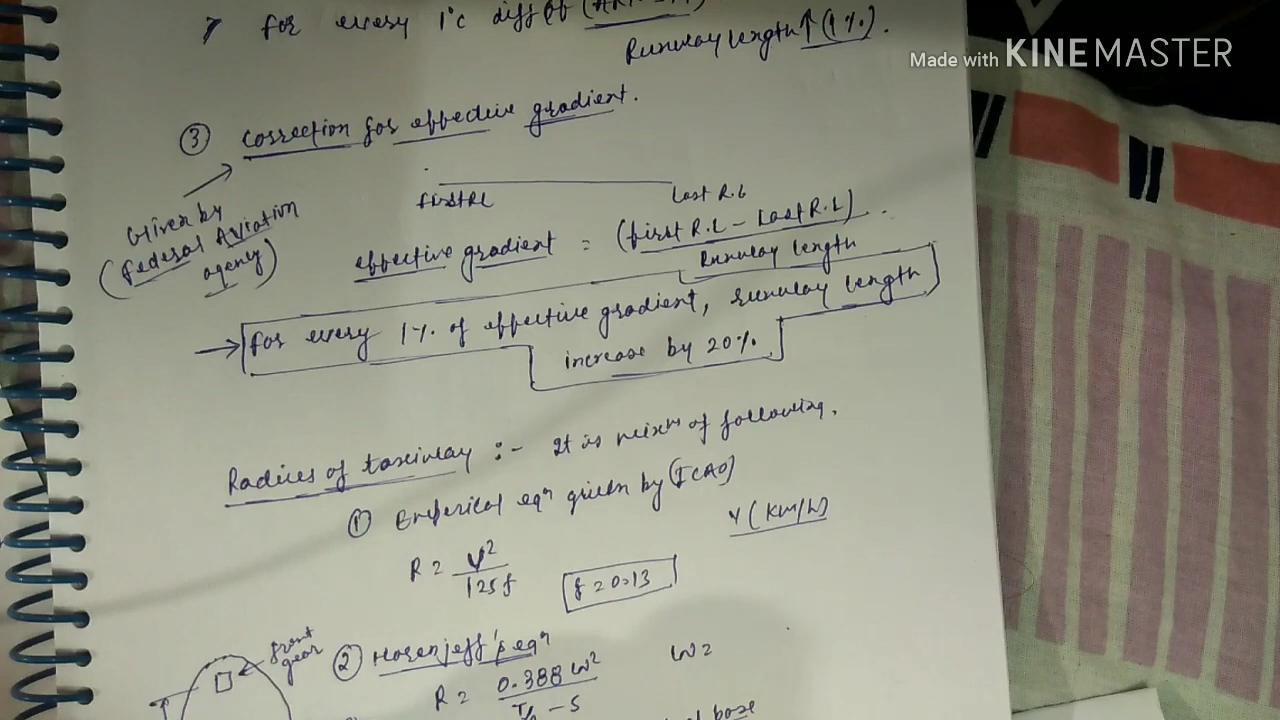 for every 1°c diff of
Runway length ↑ (1%).
Made with KINEMASTER
③ correction for effective gradient.
Given by
(Federal Aviation
agency)
first RL
Last R.L
effective gradient = (first R.L - Last R.L)
Runway length
→ for every 1% of effective gradient, runway length
increase by 20%.
Radius of taxiway :- It is maxm of following.
① Emperical eqn given by (ICAO)
V (KM/h)
R = V²
125f
f = 0.13
front
gear
② Horenjeff's eqn
R = 0.388 W²
T/2 - S
W =
base